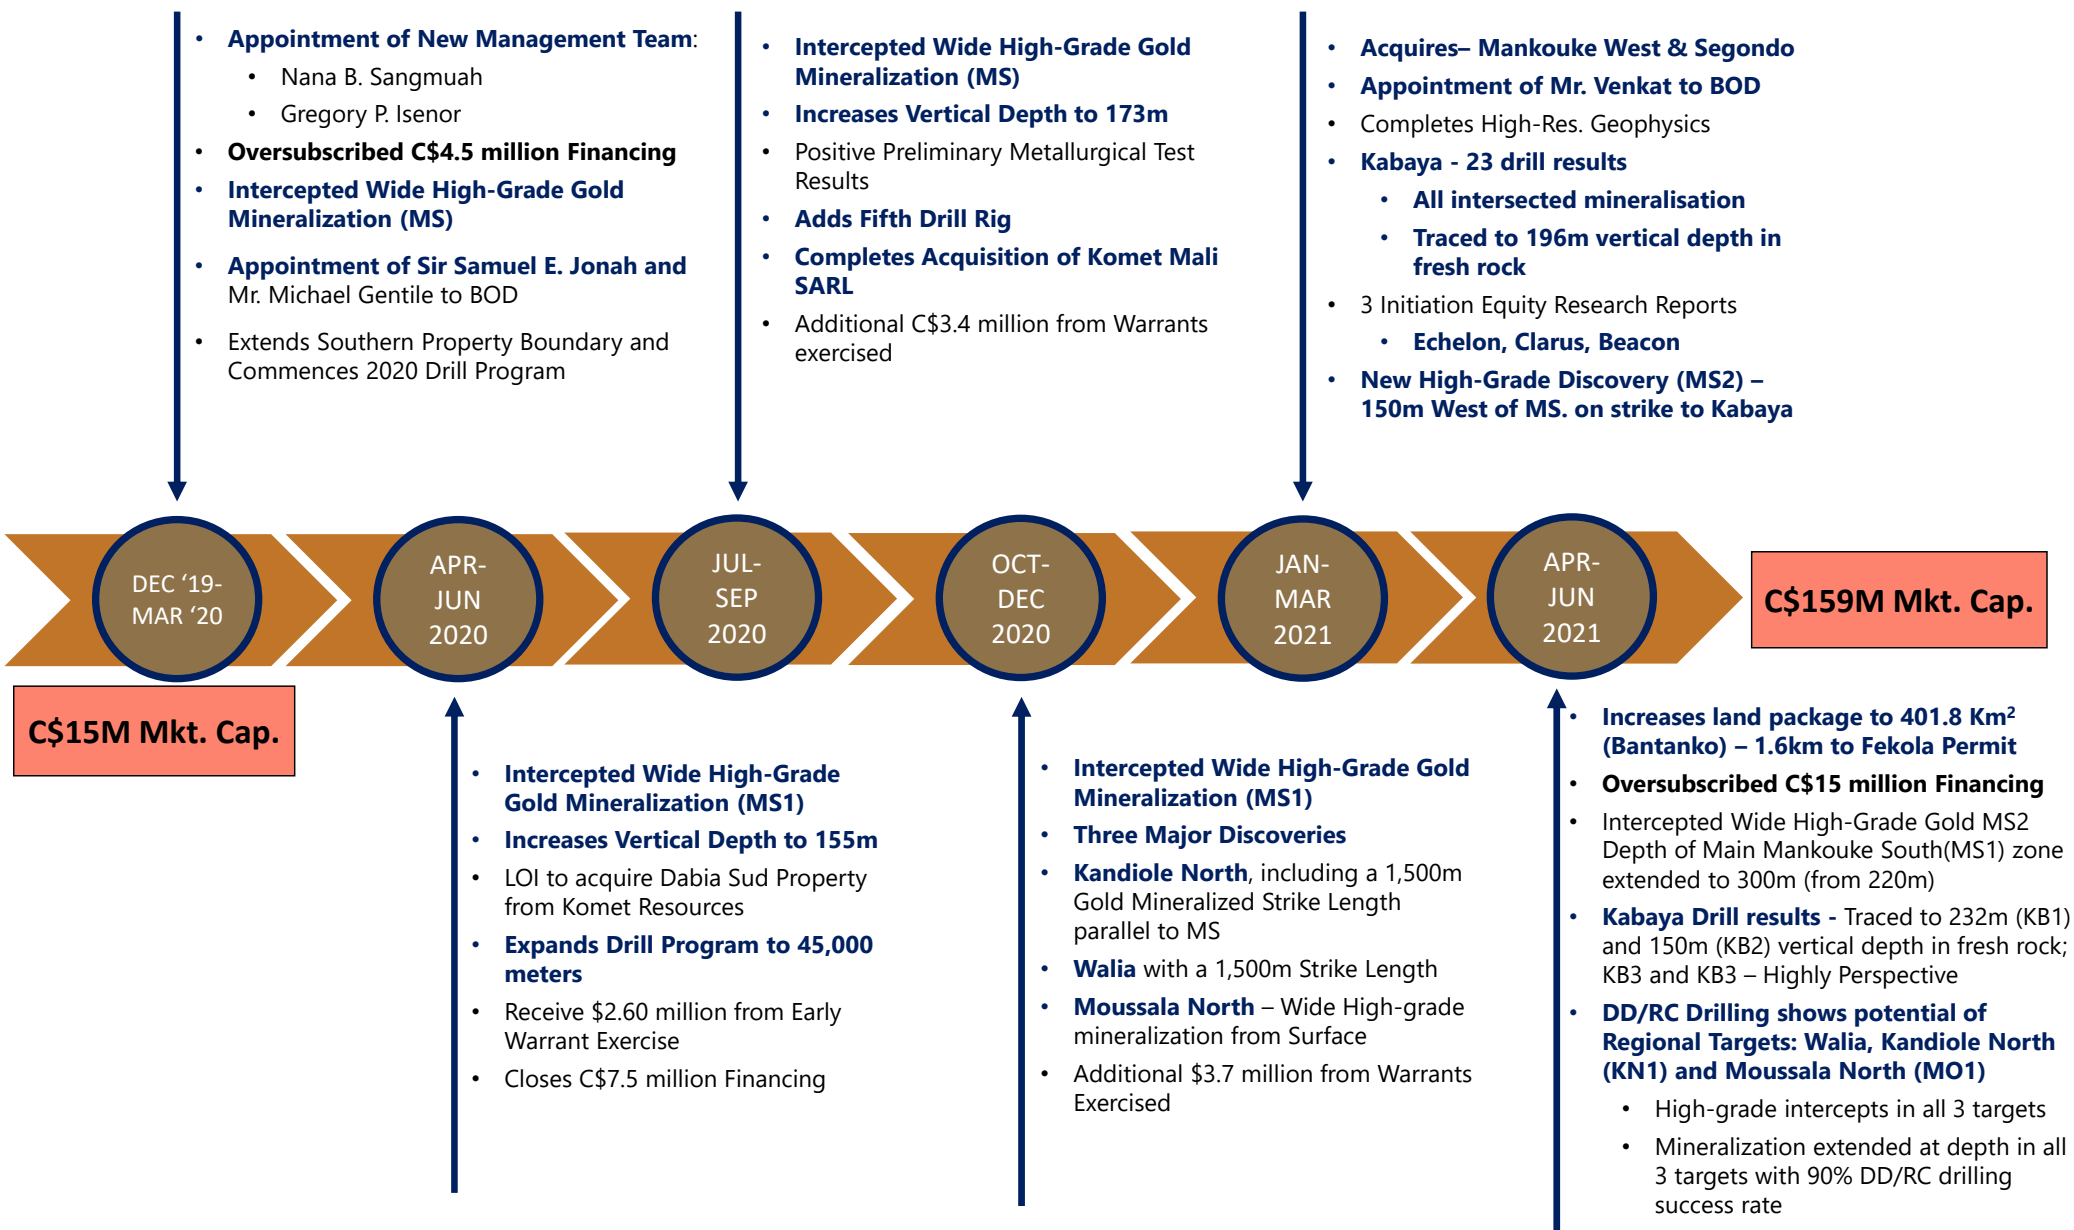 • Appointment of New Management Team:
• Nana B. Sangmuah
• Gregory P. Isenor
• Oversubscribed C$4.5 million Financing
• Intercepted Wide High-Grade Gold
Mineralization (MS)
• Appointment of Sir Samuel E. Jonah and
Mr. Michael Gentile to BOD
• Extends Southern Property Boundary and
Commences 2020 Drill Program
• Intercepted Wide High-Grade Gold
Mineralization (MS)
• Increases Vertical Depth to 173m
• Positive Preliminary Metallurgical Test
Results
• Adds Fifth Drill Rig
• Completes Acquisition of Komet Mali
SARL
• Additional C$3.4 million from Warrants
exercised
• Acquires– Mankouke West & Segondo
• Appointment of Mr. Venkat to BOD
• Completes High-Res. Geophysics
• Kabaya - 23 drill results
• All intersected mineralisation
• Traced to 196m vertical depth in
fresh rock
• 3 Initiation Equity Research Reports
• Echelon, Clarus, Beacon
• New High-Grade Discovery (MS2) –
150m West of MS. on strike to Kabaya
DEC ‘19-
MAR ‘20
APR-
JUN
2020
JUL-
SEP
2020
OCT-
DEC
2020
JAN-
MAR
2021
APR-
JUN
2021
C$159M Mkt. Cap.
C$15M Mkt. Cap.
• Intercepted Wide High-Grade
Gold Mineralization (MS1)
• Increases Vertical Depth to 155m
• LOI to acquire Dabia Sud Property
from Komet Resources
• Expands Drill Program to 45,000
meters
• Receive $2.60 million from Early
Warrant Exercise
• Closes C$7.5 million Financing
• Intercepted Wide High-Grade Gold
Mineralization (MS1)
• Three Major Discoveries
• Kandiole North, including a 1,500m
Gold Mineralized Strike Length
parallel to MS
• Walia with a 1,500m Strike Length
• Moussala North – Wide High-grade
mineralization from Surface
• Additional $3.7 million from Warrants
Exercised
• Increases land package to 401.8 Km²
(Bantanko) – 1.6km to Fekola Permit
• Oversubscribed C$15 million Financing
• Intercepted Wide High-Grade Gold MS2
Depth of Main Mankouke South(MS1) zone
extended to 300m (from 220m)
• Kabaya Drill results - Traced to 232m (KB1)
and 150m (KB2) vertical depth in fresh rock;
KB3 and KB3 – Highly Perspective
• DD/RC Drilling shows potential of
Regional Targets: Walia, Kandiole North
(KN1) and Moussala North (MO1)
• High-grade intercepts in all 3 targets
• Mineralization extended at depth in all
3 targets with 90% DD/RC drilling
success rate